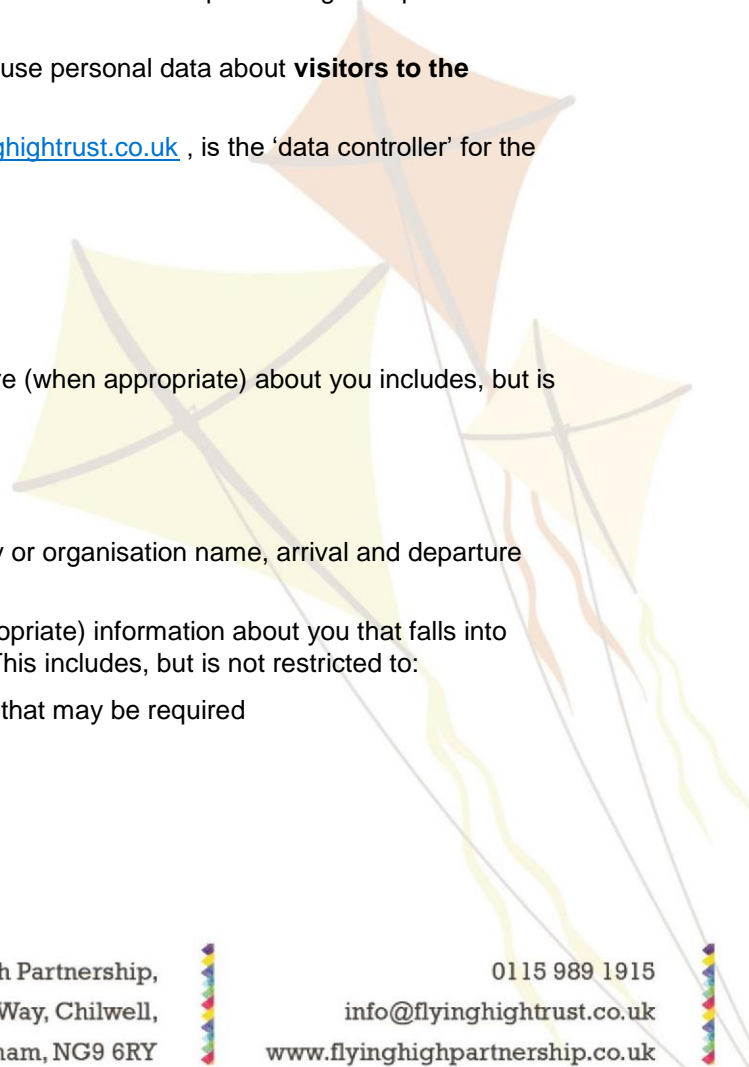 use personal data about visitors to the
ghightrust.co.uk , is the ‘data controller’ for the
re (when appropriate) about you includes, but is
y or organisation name, arrival and departure
opriate) information about you that falls into
This includes, but is not restricted to:
that may be required
h Partnership,
Way, Chilwell,
ham, NG9 6RY
0115 989 1915
info@flyinghightrust.co.uk
www.flyinghighpartnership.co.uk